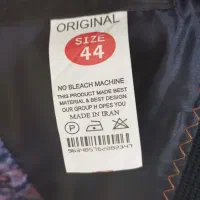 ORIGINAL
SIZE
44
NO BLEACH MACHINE
THIS PRODUCT MADE BEST
MATERIAL & BEST DESIGN
OUR GROUP H OPES YOU
MADE IN IRAN
P